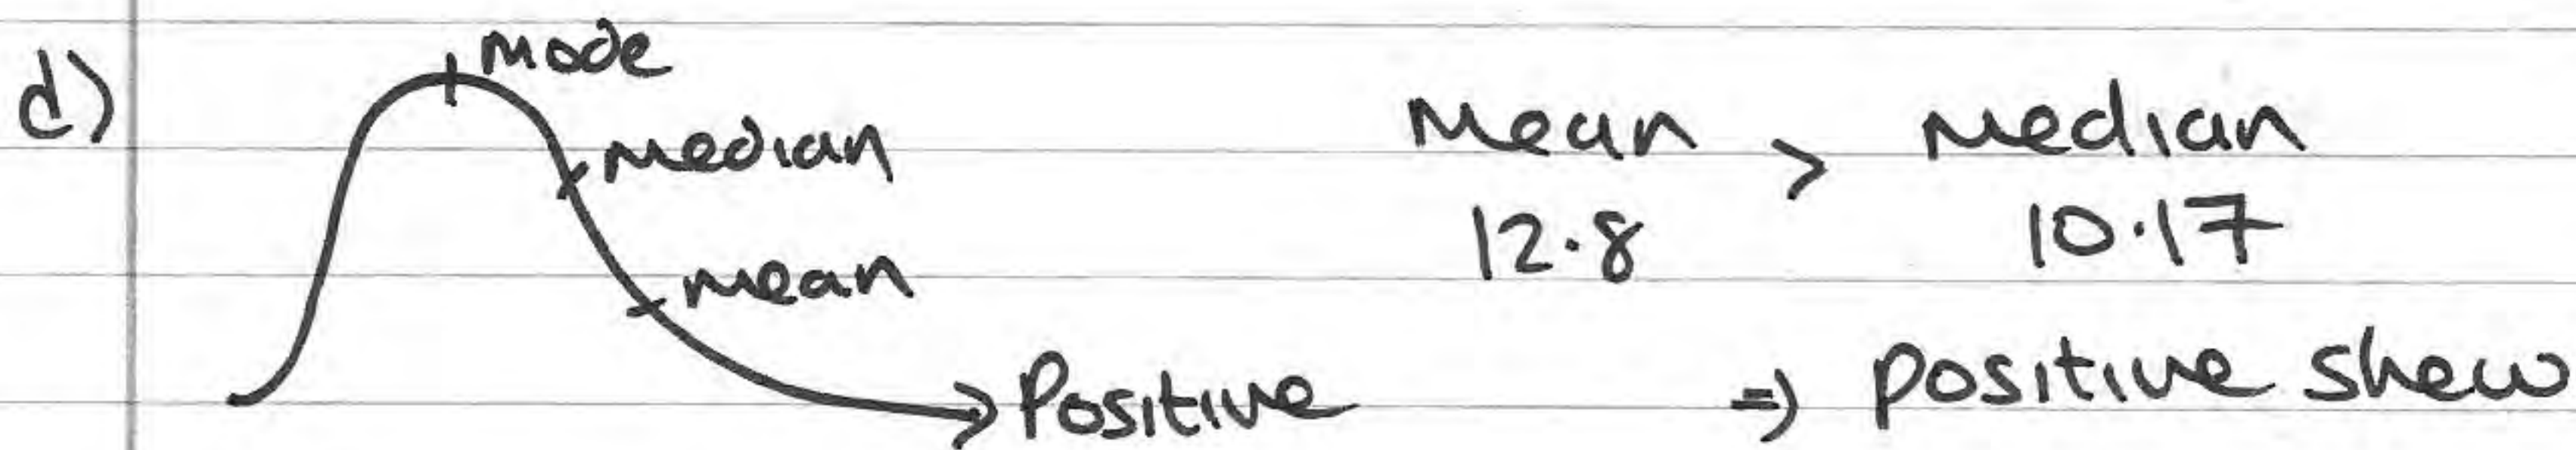 d)
mode
median
mean
Positive
Mean > Median
12.8 10.17
=) positive skew